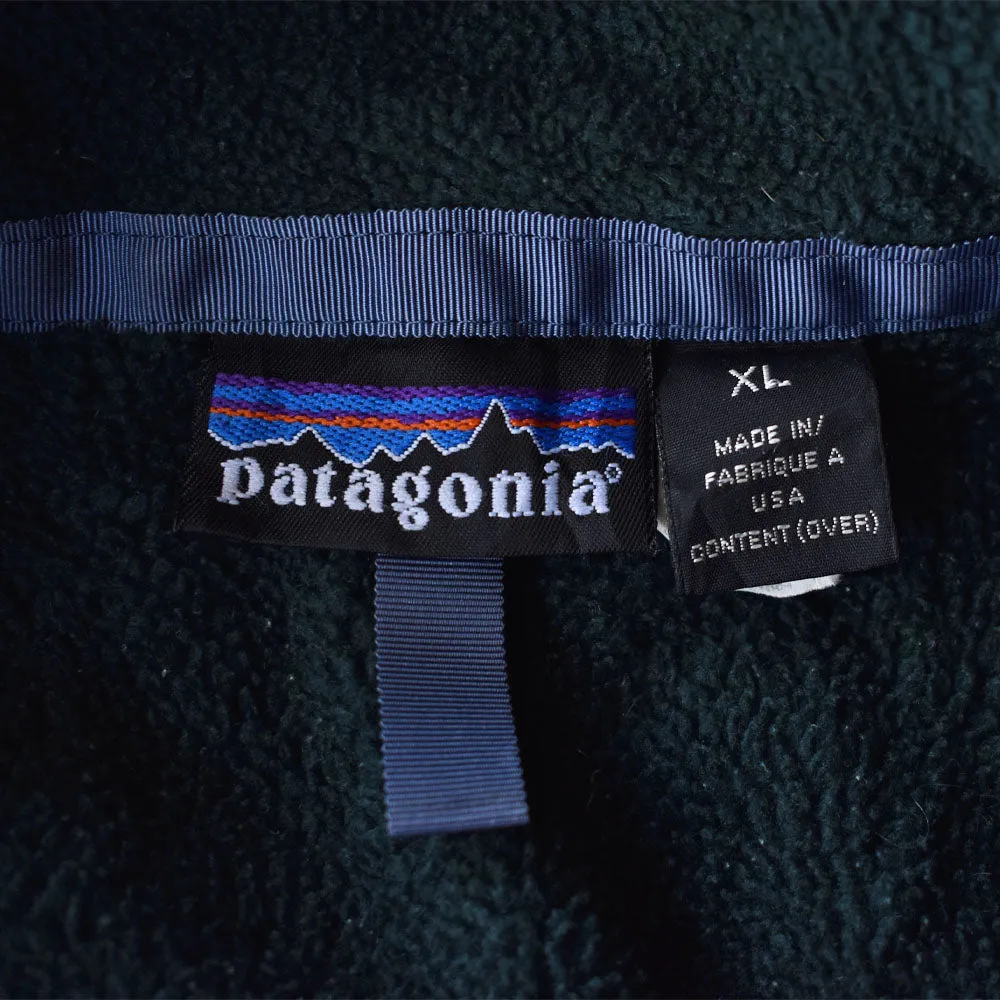 patagonia®
XL
MADE IN/
FABRIQUE A
USA
CONTENT (OVER)